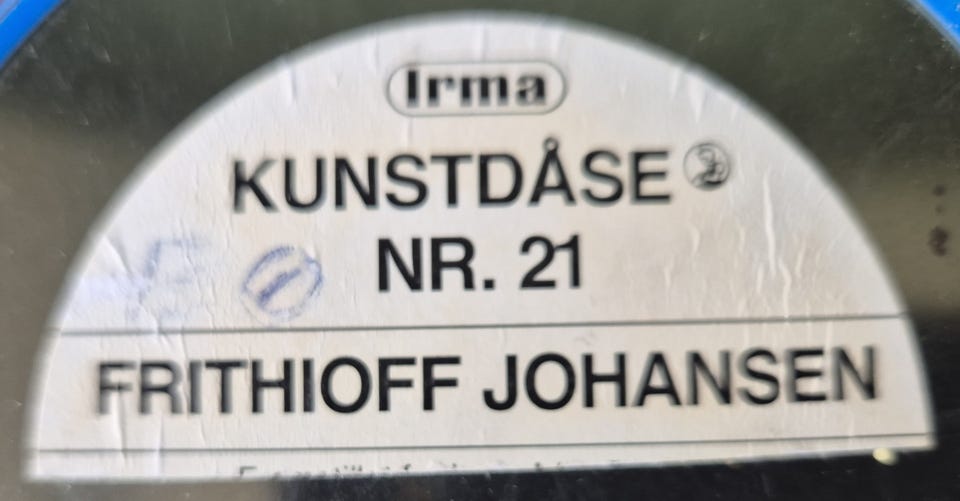 Irma
KUNSTDÅSE
NR. 21
FRITHIOFF JOHANSEN